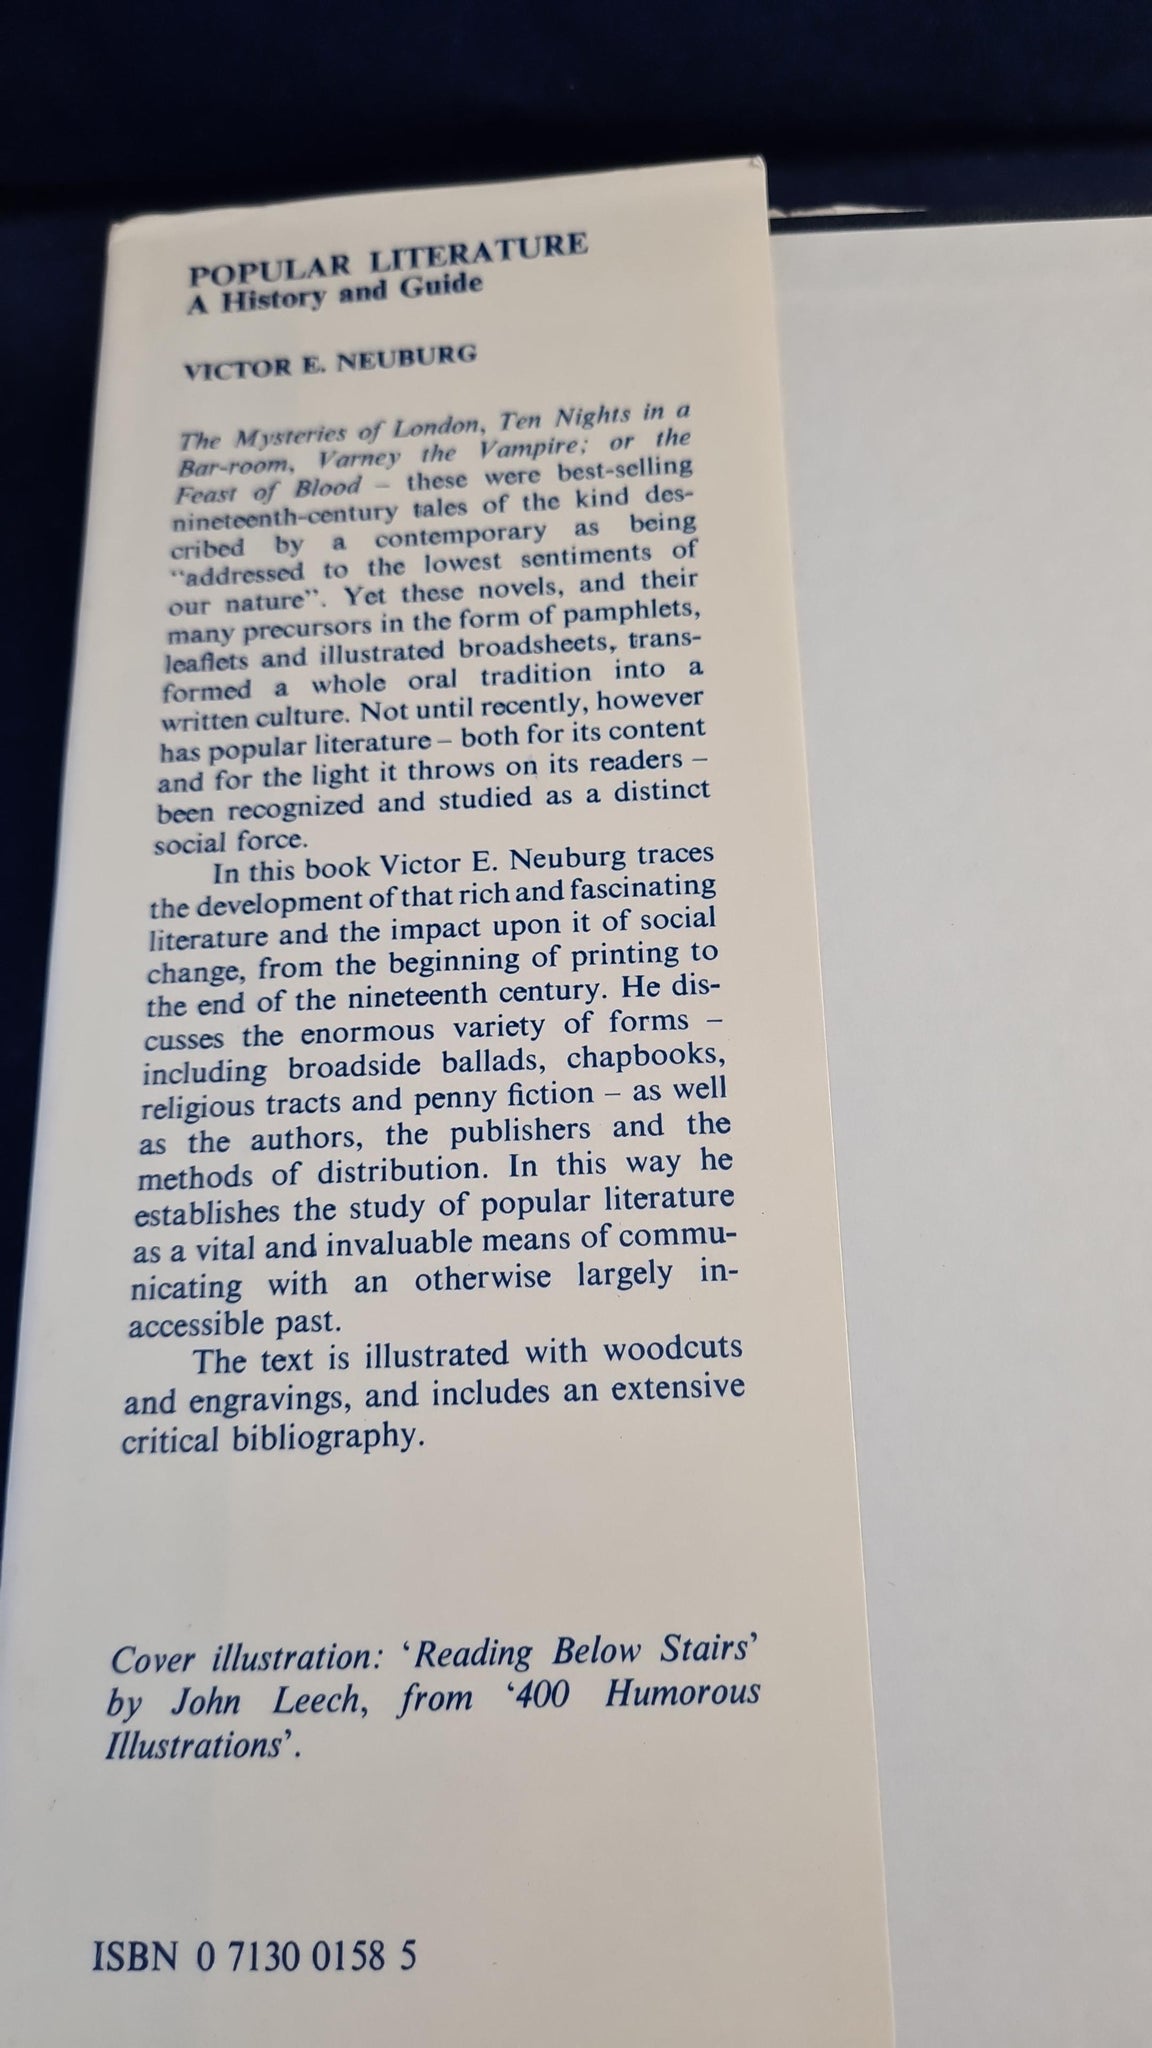 POPULAR LITERATURE
A History and Guide
VICTOR E. NEUBURG
The Mysteries of London, Ten Nights in a
Bar-room, Varney the Vampire; or the
Feast of Blood – these were best-selling
nineteenth-century tales of the kind des-
cribed by a contemporary as being
"addressed to the lowest sentiments of
our nature". Yet these novels, and their
many precursors in the form of pamphlets,
leaflets and illustrated broadsheets, trans-
formed a whole oral tradition into a
written culture. Not until recently, however
has popular literature – both for its content
and for the light it throws on its readers –
been recognized and studied as a distinct
social force.
In this book Victor E. Neuburg traces
the development of that rich and fascinating
literature and the impact upon it of social
change, from the beginning of printing to
the end of the nineteenth century. He dis-
cusses the enormous variety of forms –
including broadside ballads, chapbooks,
religious tracts and penny fiction – as well
as the authors, the publishers and the
methods of distribution. In this way he
establishes the study of popular literature
as a vital and invaluable means of commu-
nicating with an otherwise largely in-
accessible past.
The text is illustrated with woodcuts
and engravings, and includes an extensive
critical bibliography.
Cover illustration: 'Reading Below Stairs'
by John Leech, from '400 Humorous
Illustrations'.
ISBN 0 7130 0158 5